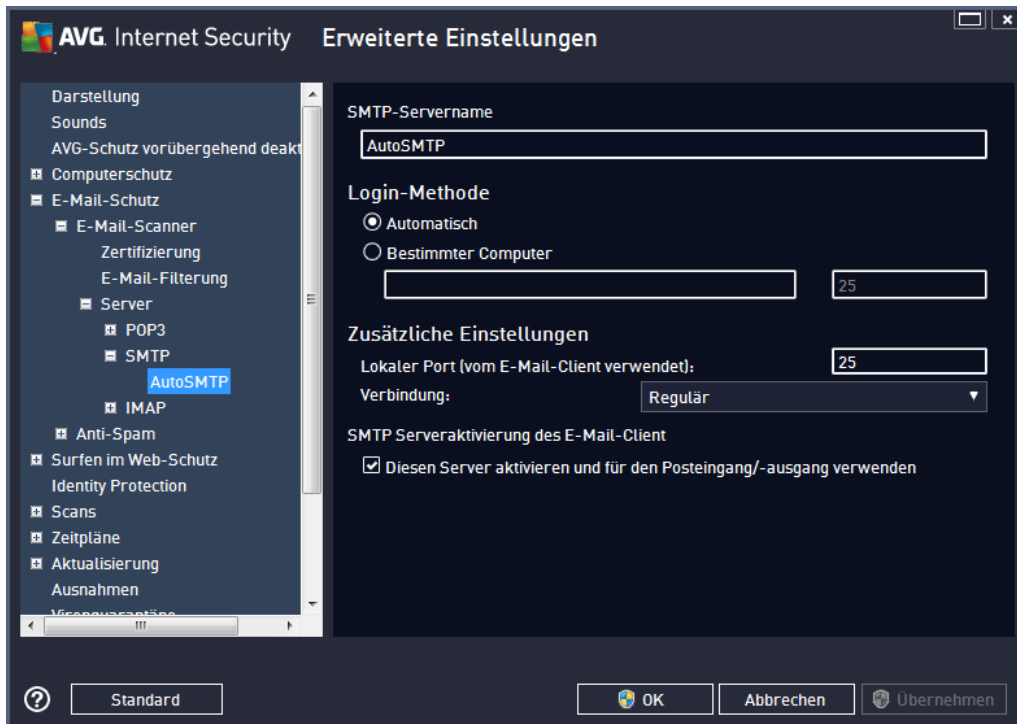 AVG. Internet Security Erweiterte Einstellungen
Darstellung
Sounds
AVG-Schutz vorübergehend deakt
Computerschutz
E-Mail-Schutz
E-Mail-Scanner
Zertifizierung
E-Mail-Filterung
Server
POP3
SMTP
AutoSMTP
IMAP
Anti-Spam
Surfen im Web-Schutz
Identity Protection
Scans
Zeitpläne
Aktualisierung
Ausnahmen
Virenquarantäne
SMTP-Servername
AutoSMTP
Login-Methode
Automatisch
Bestimmter Computer
25
Zusätzliche Einstellungen
Lokaler Port (vom E-Mail-Client verwendet): 25
Verbindung: Regulär
SMTP Serveraktivierung des E-Mail-Client
Diesen Server aktivieren und für den Posteingang/-ausgang verwenden
? Standard OK Abbrechen Übernehmen